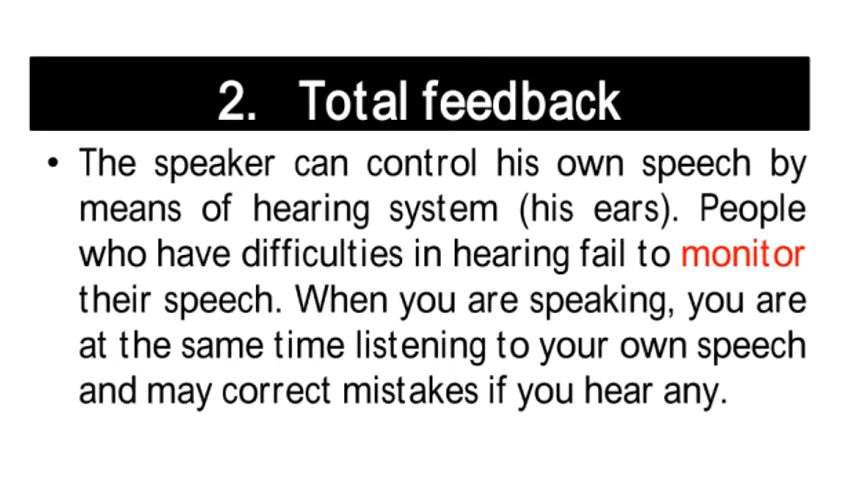 2. Total feedback
• The speaker can control his own speech by
means of hearing system (his ears). People
who have difficulties in hearing fail to monitor
their speech. When you are speaking, you are
at the same time listening to your own speech
and may correct mistakes if you hear any.